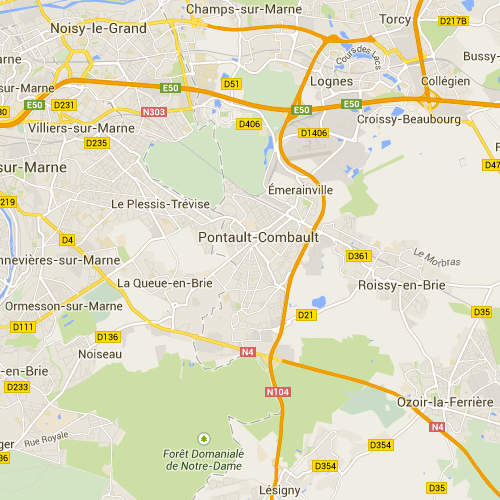 Champs-sur-Marne
Torcy
D217B
Noisy-le-Grand
Cours des Lacs
arne
Bussy-
Lognes
Collégien
sur-Marne
E50
D51
E50
E50
D231
N303
30
Croissy-Beaubourg
Villiers-sur-Marne
D406
D1406
D235
F
sur-Marne
D47
Émerainville
219
Le Plessis-Trévise
D4
Pontault-Combault
Le Morbras
D361
nnevières-sur-Marne
La Queue-en-Brie
Roissy-en-Brie
Ormesson-sur-Marne
D21
D35
D111
D136
Noiseau
N4
-en-Brie
D233
N104
Ozoir-la-Ferrière
N4
ger
Rue Royale
D354
36
Forêt Domaniale
de Notre-Dame
D354
Lésigny
D35